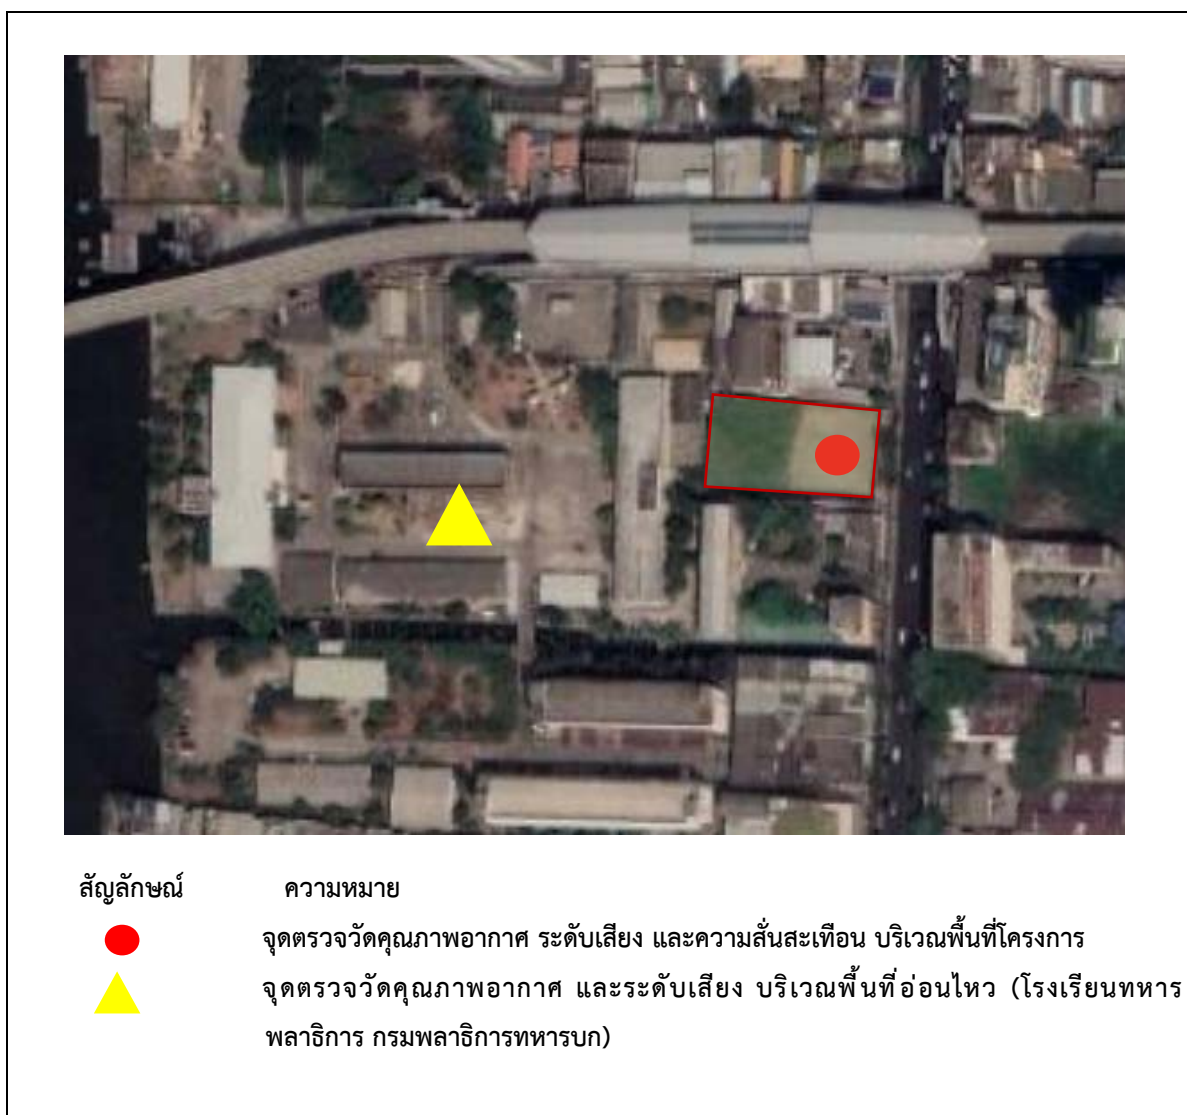 สัญลักษณ์ ความหมาย
จุดตรวจวัดคุณภาพอากาศ ระดับเสียง และความสั่นสะเทือน บริเวณพื้นที่โครงการ
จุดตรวจวัดคุณภาพอากาศ และระดับเสียง บริเวณพื้นที่อ่อนไหว (โรงเรียนทหาร
พลาธิการ กรมพลาธิการทหารบก)